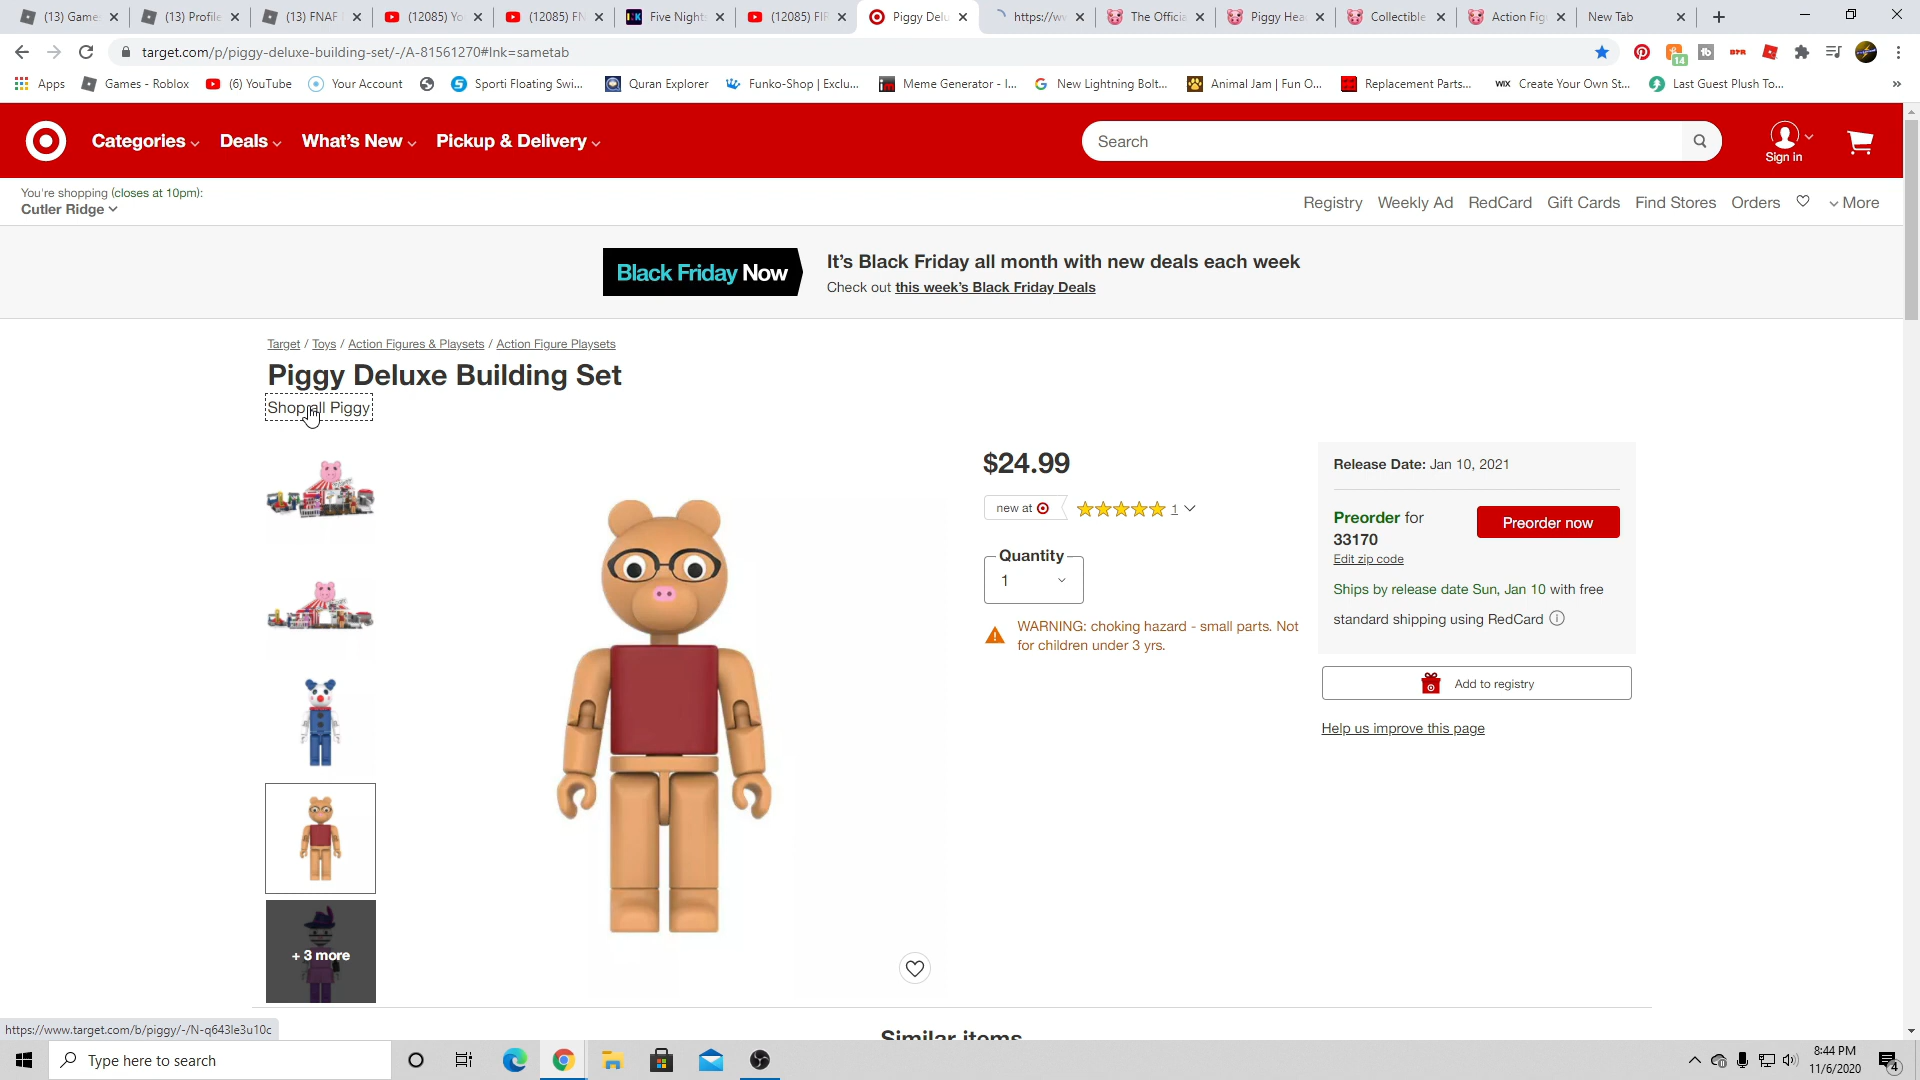 (13) Game
(13) Profile
(13) FNAF
(12085) Yo
(12085) FN
Five Night
(12085) FIR
Piggy Delu
https://ww
The Officia
Piggy Hea
Collectible
Action Fig
New Tab
target.com/p/piggy-deluxe-building-set/-/A-81561270#lnk=sametab
14
Apps
Games - Roblox
(6) YouTube
Your Account
Sporti Floating Swi...
Quran Explorer
Funko-Shop | Exclu...
Meme Generator - I...
New Lightning Bolt...
Animal Jam | Fun O...
Replacement Parts...
WIX Create Your Own St...
Last Guest Plush To...
Categories
Deals
What's New
Pickup & Delivery
Search
Sign in
You're shopping (closes at 10pm):
Cutler Ridge
Registry
Weekly Ad
RedCard
Gift Cards
Find Stores
Orders
More
Black Friday Now
It's Black Friday all month with new deals each week
Check out this week's Black Friday Deals
Target / Toys / Action Figures & Playsets / Action Figure Playsets
Piggy Deluxe Building Set
Shop all Piggy
$24.99
new at
1
Quantity
1
WARNING: choking hazard - small parts. Not
for children under 3 yrs.
Release Date: Jan 10, 2021
Preorder for
33170
Edit zip code
Preorder now
Ships by release date Sun, Jan 10 with free
standard shipping using RedCard
Add to registry
Help us improve this page
+ 3 more
Similar items
https://www.target.com/b/piggy/-/N-q643le3u10c
Type here to search
8:44 PM
11/6/2020
4